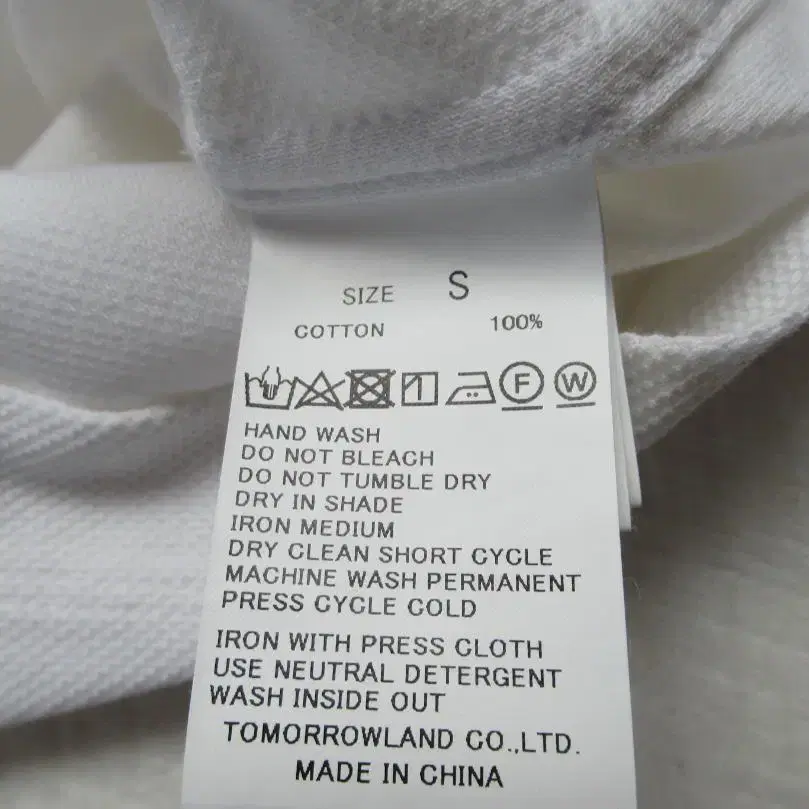 SIZE S
COTTON 100%
F W
HAND WASH
DO NOT BLEACH
DO NOT TUMBLE DRY
DRY IN SHADE
IRON MEDIUM
DRY CLEAN SHORT CYCLE
MACHINE WASH PERMANENT
PRESS CYCLE COLD
IRON WITH PRESS CLOTH
USE NEUTRAL DETERGENT
WASH INSIDE OUT
TOMORROWLAND CO.,LTD.
MADE IN CHINA